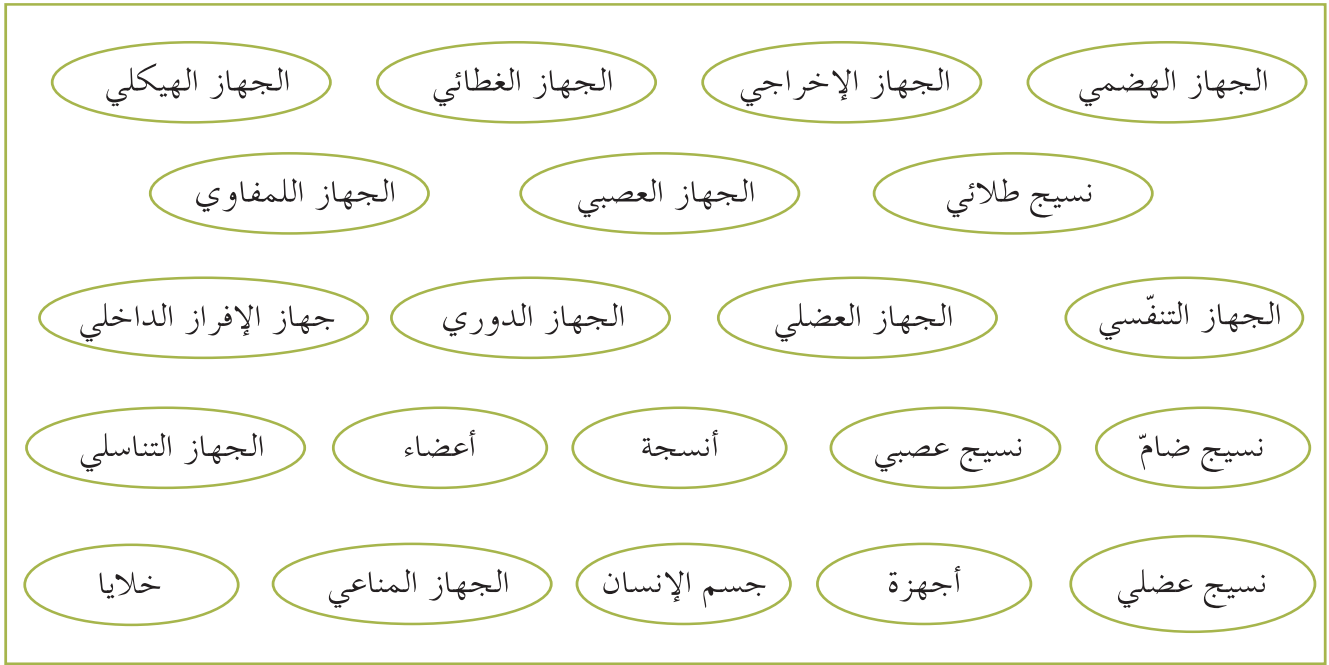 الجهاز الهضمي الجهاز الإخراجي الجهاز الغطائي الجهاز الهيكلي
نسيج طلائي الجهاز العصبي الجهاز اللمفاوي
الجهاز التنفّسي الجهاز العضلي الجهاز الدوري جهاز الإفراز الداخلي
نسيج ضامّ نسيج عصبي أنسجة أعضاء الجهاز التناسلي
نسيج عضلي أجهزة جسم الإنسان الجهاز المناعي خلايا